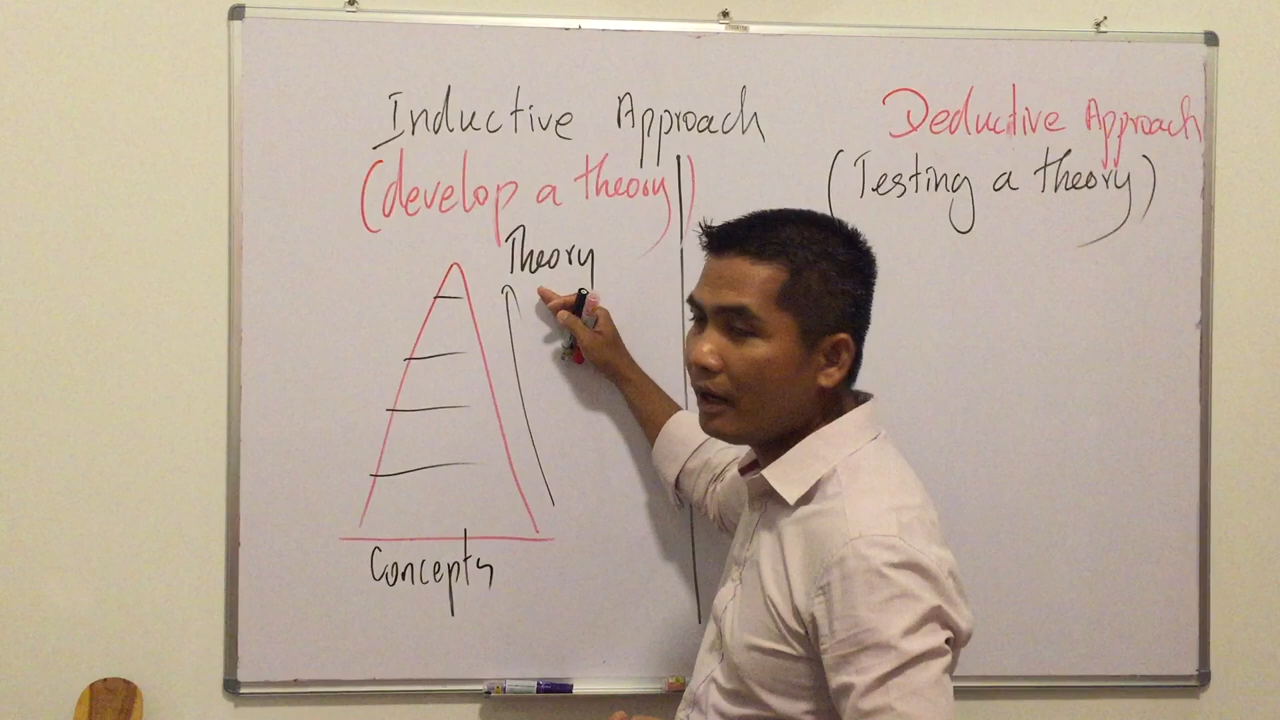 Inductive Approach
(develop a theory)
Theory
Concepts
Deductive Approach
(Testing a theory)